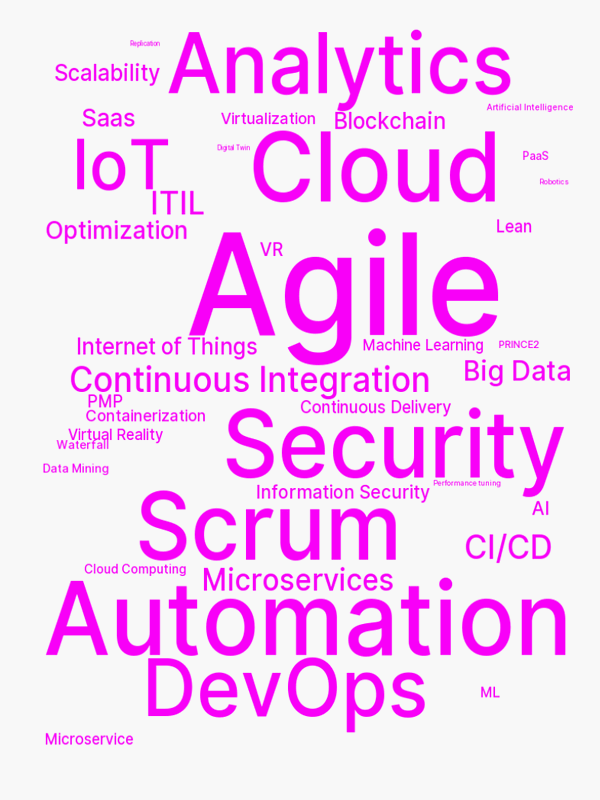 Replication
Analytics
Scalability
Artificial Intelligence
Saas
Virtualization
Blockchain
IoT
Digital Twin
Cloud
PaaS
Robotics
ITIL
Optimization
Lean
VR
Agile
Internet of Things
Machine Learning
PRINCE2
Continuous Integration
Big Data
PMP
Continuous Delivery
Containerization
Virtual Reality
Waterfall
Security
Data Mining
Performance tuning
Information Security
Scrum
AI
CI/CD
Cloud Computing
Microservices
Automation
DevOps
ML
Microservice